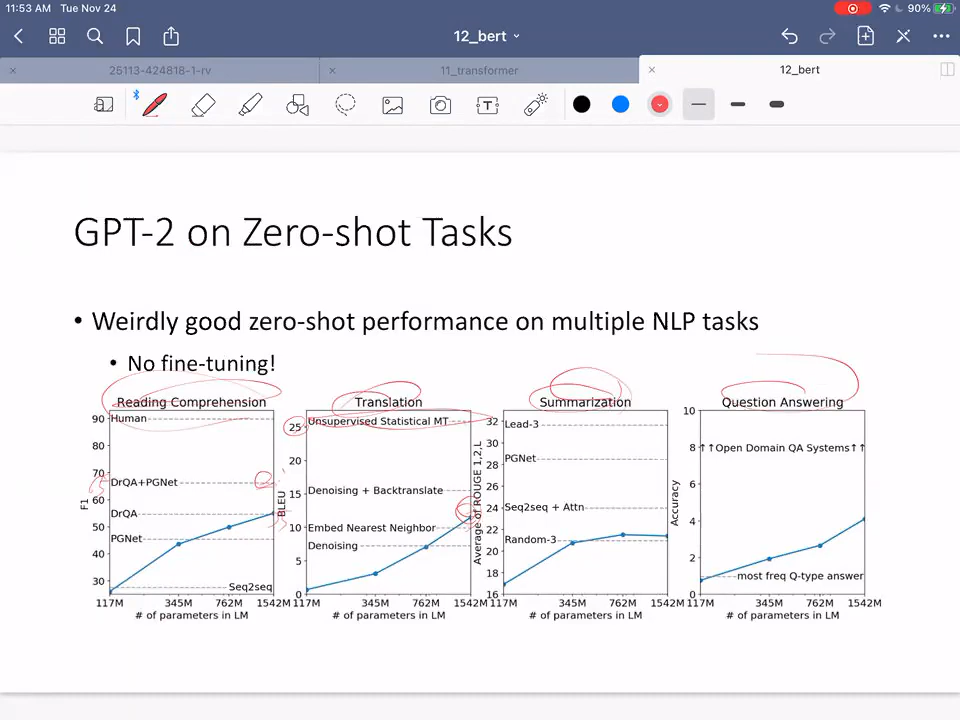 11:53 AM Tue Nov 24
90%
12_bert
25113-424818-1-rv
11_transformer
12_bert
GPT-2 on Zero-shot Tasks
• Weirdly good zero-shot performance on multiple NLP tasks
• No fine-tuning!
Reading Comprehension
90
80
70
60
50
40
30
F1
Human
DrQA+PGNet
DrQA
PGNet
Seq2seq
117M 345M 762M 1542M
# of parameters in LM
Translation
25
20
15
10
5
0
BLEU
Unsupervised Statistical MT
Denoising + Backtranslate
Embed Nearest Neighbor
Denoising
117M 345M 762M 1542M
# of parameters in LM
Summarization
32
30
28
26
24
22
20
18
16
Average of ROUGE 1,2,L
Lead-3
PGNet
Seq2seq + Attn
Random-3
117M 345M 762M 1542M
# of parameters in LM
Question Answering
10
8
6
4
2
0
Accuracy
↑↑Open Domain QA Systems↑↑
most freq Q-type answer
117M 345M 762M 1542M
# of parameters in LM